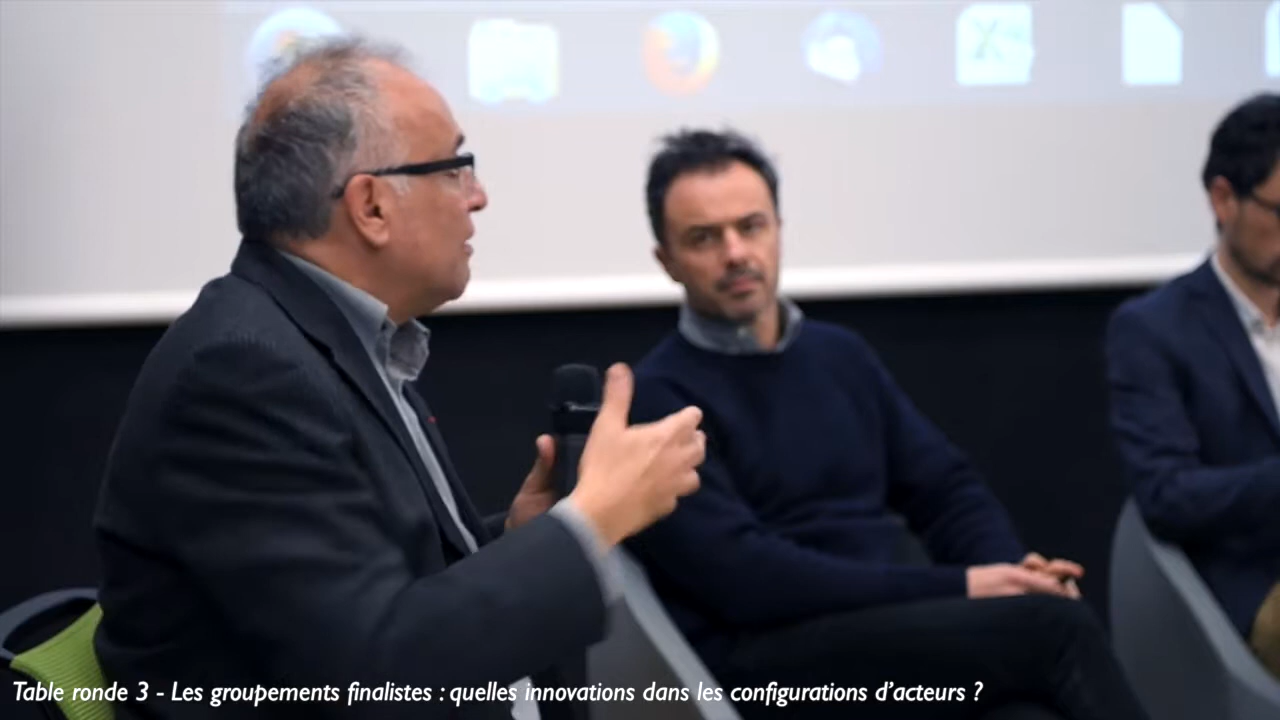 Table ronde 3 - Les groupements finalistes : quelles innovations dans les configurations d’acteurs ?